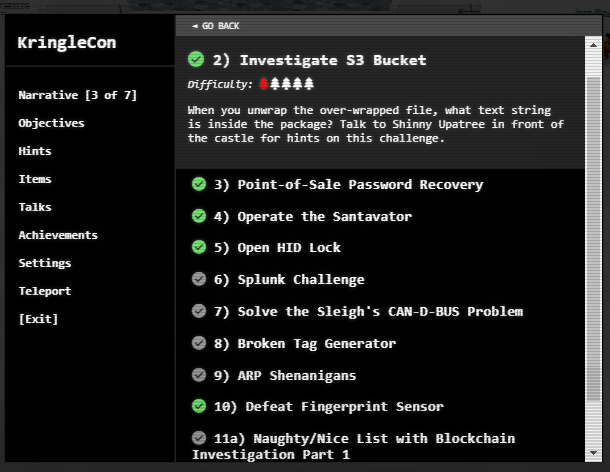 ◄ GO BACK
KringleCon
Narrative [3 of 7]
Objectives
Hints
Items
Talks
Achievements
Settings
Teleport
[Exit]
2) Investigate S3 Bucket
Difficulty:
When you unwrap the over-wrapped file, what text string
is inside the package? Talk to Shinny Upatree in front of
the castle for hints on this challenge.
3) Point-of-Sale Password Recovery
4) Operate the Santavator
5) Open HID Lock
6) Splunk Challenge
7) Solve the Sleigh's CAN-D-BUS Problem
8) Broken Tag Generator
9) ARP Shenanigans
10) Defeat Fingerprint Sensor
11a) Naughty/Nice List with Blockchain
Investigation Part 1